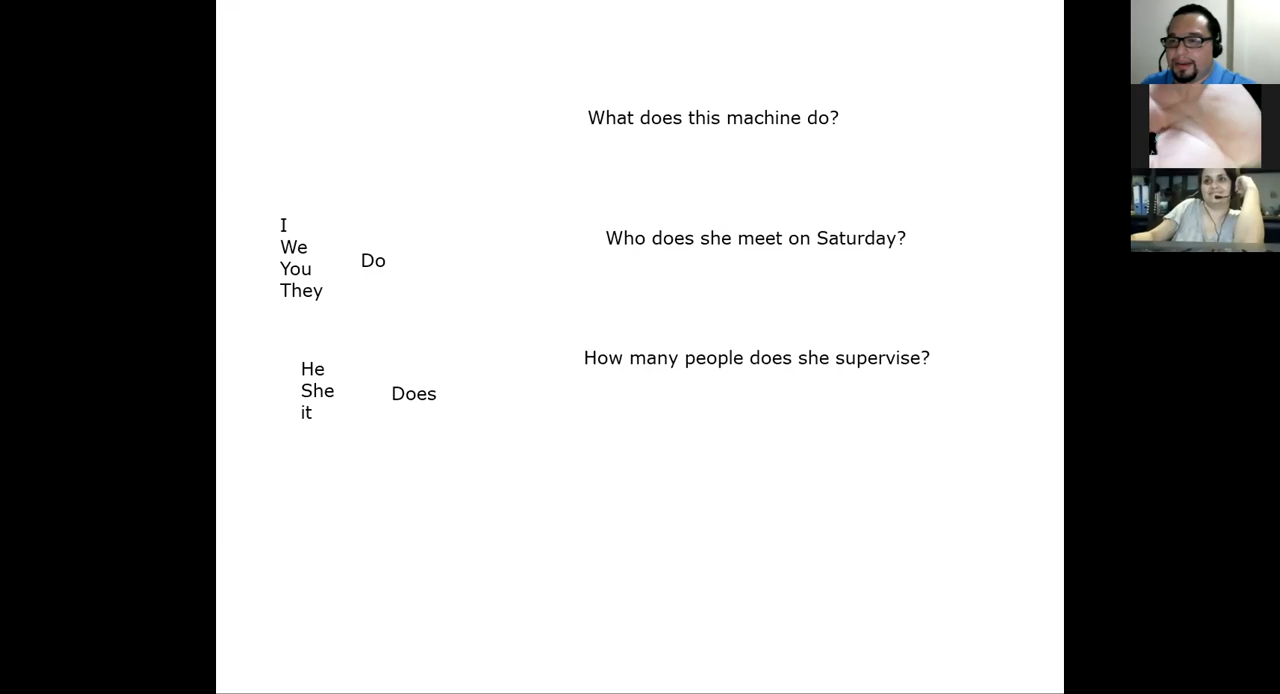 What does this machine do?
Who does she meet on Saturday?
How many people does she supervise?
I
We
You
They
Do
He
She
it
Does